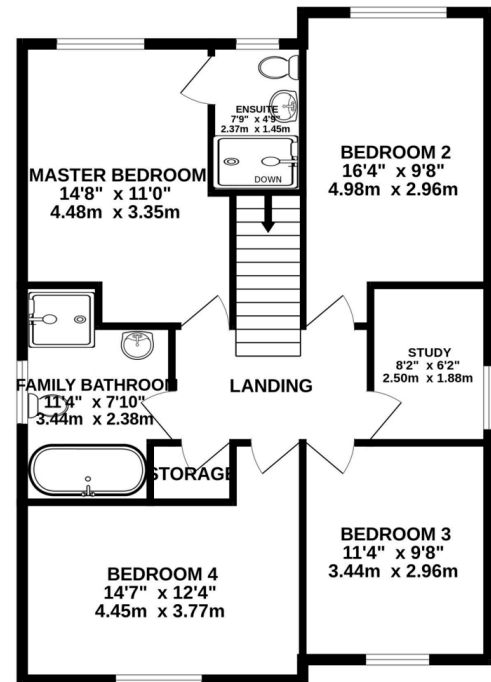 ENSUITE
7'9" x 4'9"
2.37m x 1.45m
DOWN
MASTER BEDROOM
14'8" x 11'0"
4.48m x 3.35m
BEDROOM 2
16'4" x 9'8"
4.98m x 2.96m
STUDY
8'2" x 6'2"
2.50m x 1.88m
LANDING
FAMILY BATHROOM
11'4" x 7'10"
3.44m x 2.38m
STORAGE
BEDROOM 3
11'4" x 9'8"
3.44m x 2.96m
BEDROOM 4
14'7" x 12'4"
4.45m x 3.77m